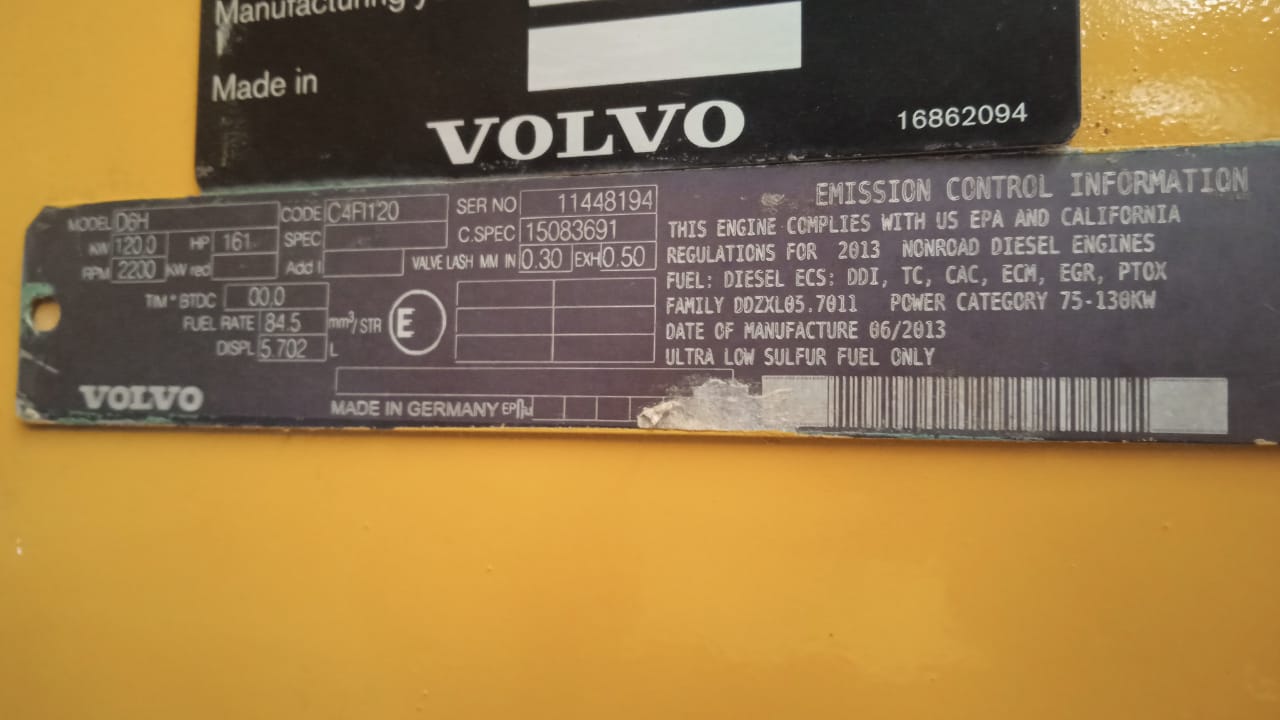 Manufacturing
Made in
VOLVO
16862094
MODEL D6H CODE C4FI120 SER NO 11448194
KW 120.0 HP 161 SPEC C.SPEC 15083691
RPM 2200 KW red Add I VALVE LASH MM IN 0.30 EXH 0.50
TIM° BTDC 00.0
FUEL RATE 84.5 mm³/STR
DISPL 5.702 L
E
VOLVO
MADE IN GERMANY
EMISSION CONTROL INFORMATION
THIS ENGINE COMPLIES WITH US EPA AND CALIFORNIA
REGULATIONS FOR 2013 NONROAD DIESEL ENGINES
FUEL: DIESEL ECS: DDI, TC, CAC, ECM, EGR, PTOX
FAMILY DDZXL05.7011 POWER CATEGORY 75-130KW
DATE OF MANUFACTURE 06/2013
ULTRA LOW SULFUR FUEL ONLY